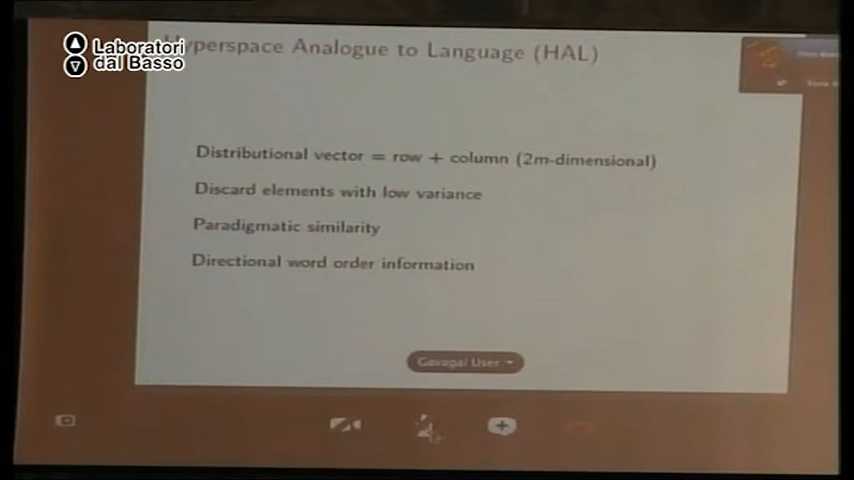 Laboratori
dal Basso
yperspace Analogue to Language (HAL)
Distributional vector = row + column (2m-dimensional)
Discard elements with low variance
Paradigmatic similarity
Directional word order information
Gavagai User